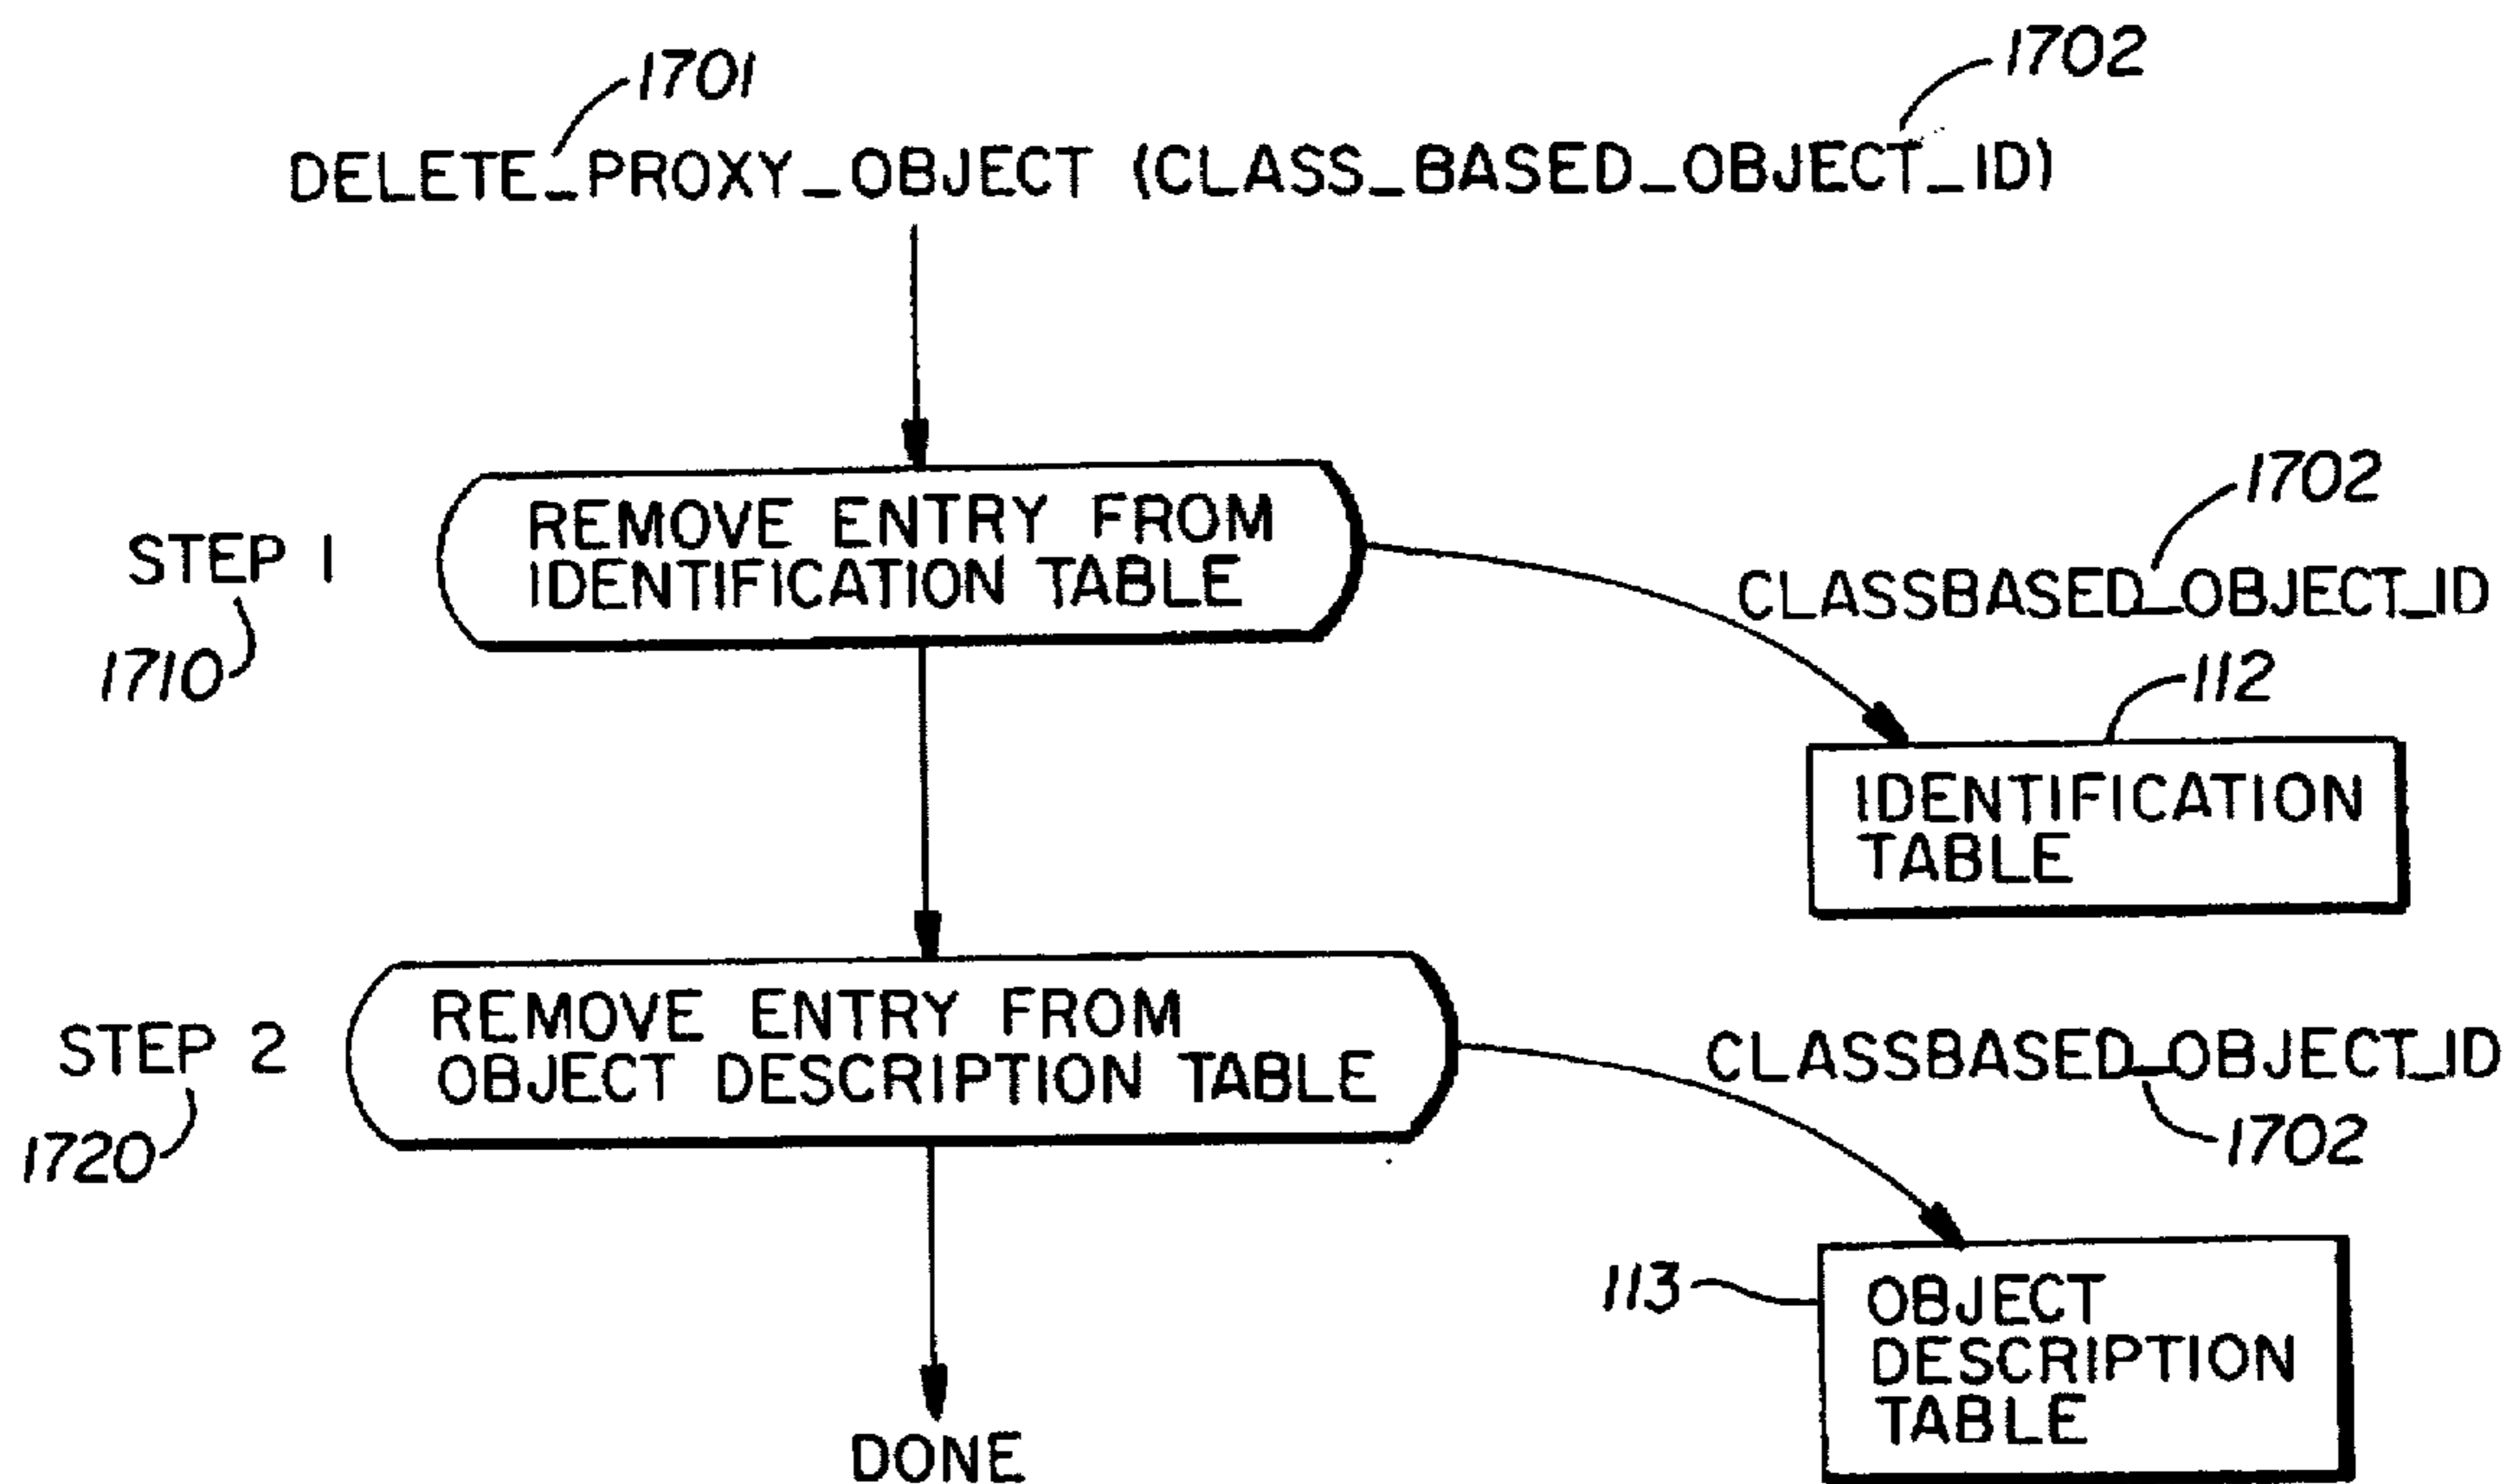 1701
1702
DELETE_PROXY_OBJECT (CLASS_BASED_OBJECT_ID)
REMOVE ENTRY FROM
IDENTIFICATION TABLE
STEP 1
1710
1702
CLASSBASED_OBJECT_ID
112
IDENTIFICATION
TABLE
REMOVE ENTRY FROM
OBJECT DESCRIPTION TABLE
STEP 2
1720
CLASSBASED_OBJECT_ID
1702
113
OBJECT
DESCRIPTION
TABLE
DONE